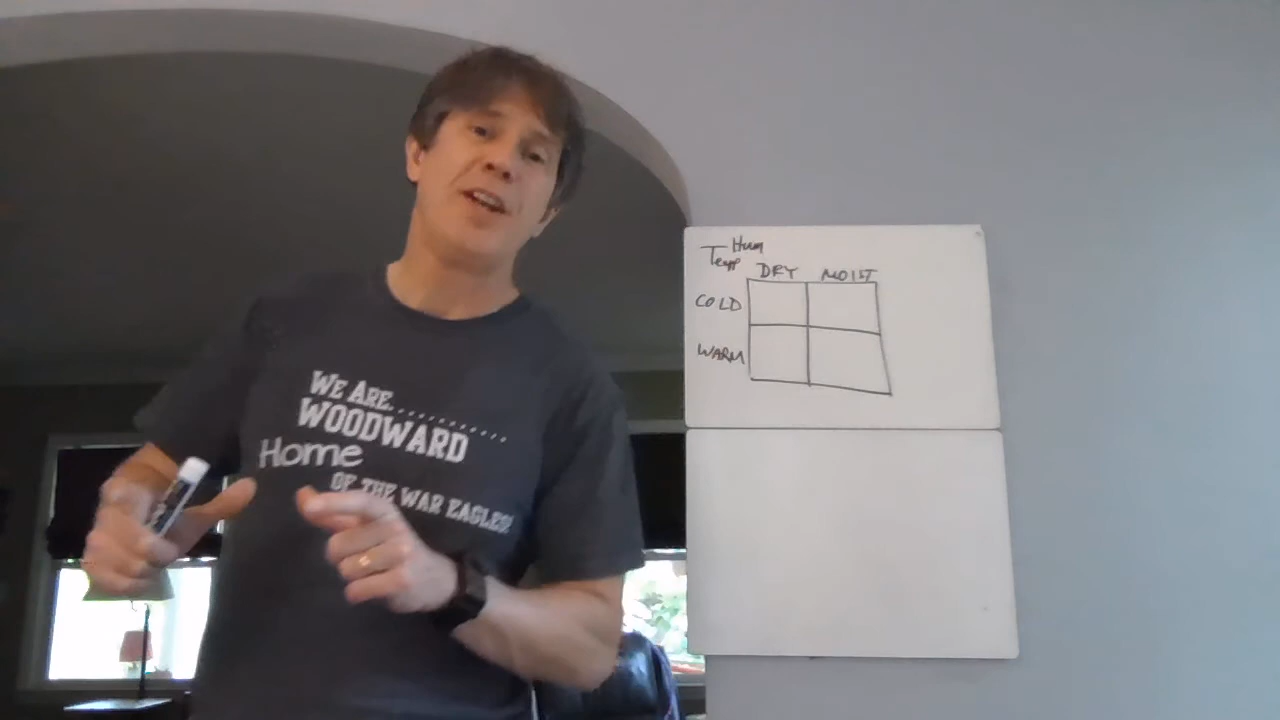 We Are............
WOODWARD
Home
OF THE WAR EAGLES!
Hum
Temp
DRY MOIST
COLD
WARM